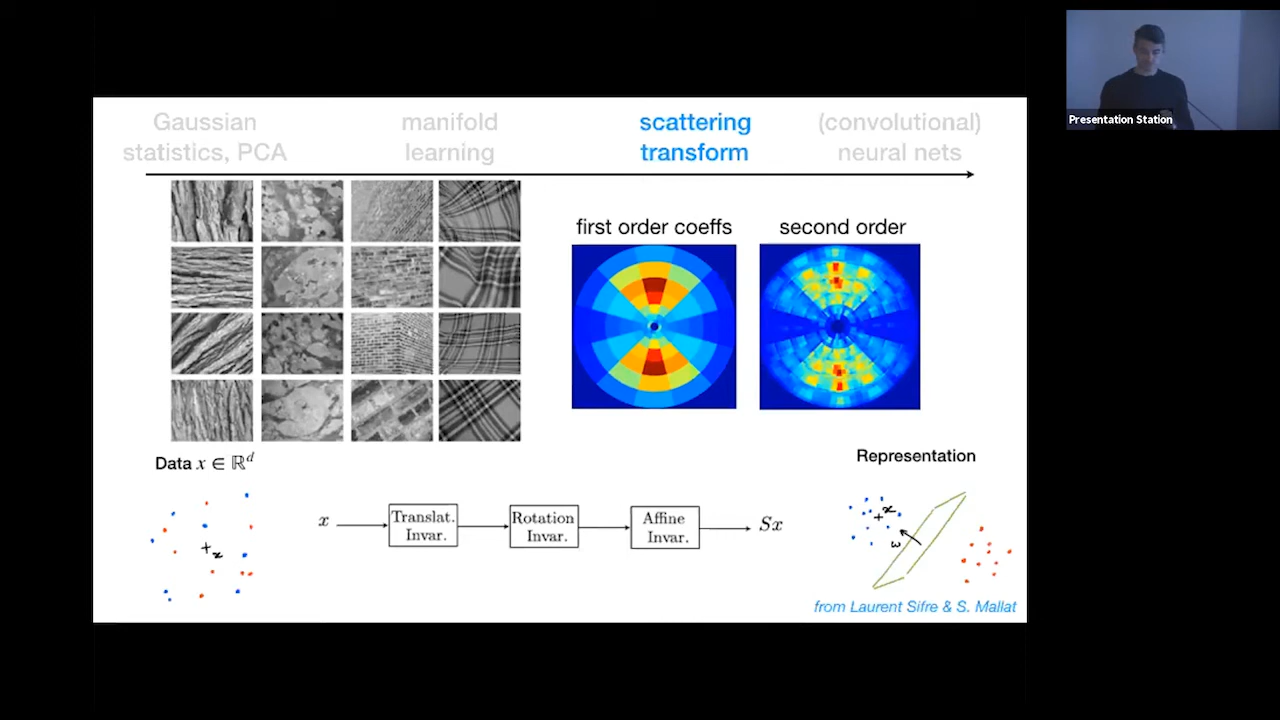 Gaussian
statistics, PCA
manifold
learning
scattering
transform
(convolutional)
neural nets
first order coeffs
second order
Data x ∈ ℝᵈ
Representation
x
Translat.
Invar.
Rotation
Invar.
Affine
Invar.
Sx
x
x
ω
from Laurent Sifre & S. Mallat
Presentation Station